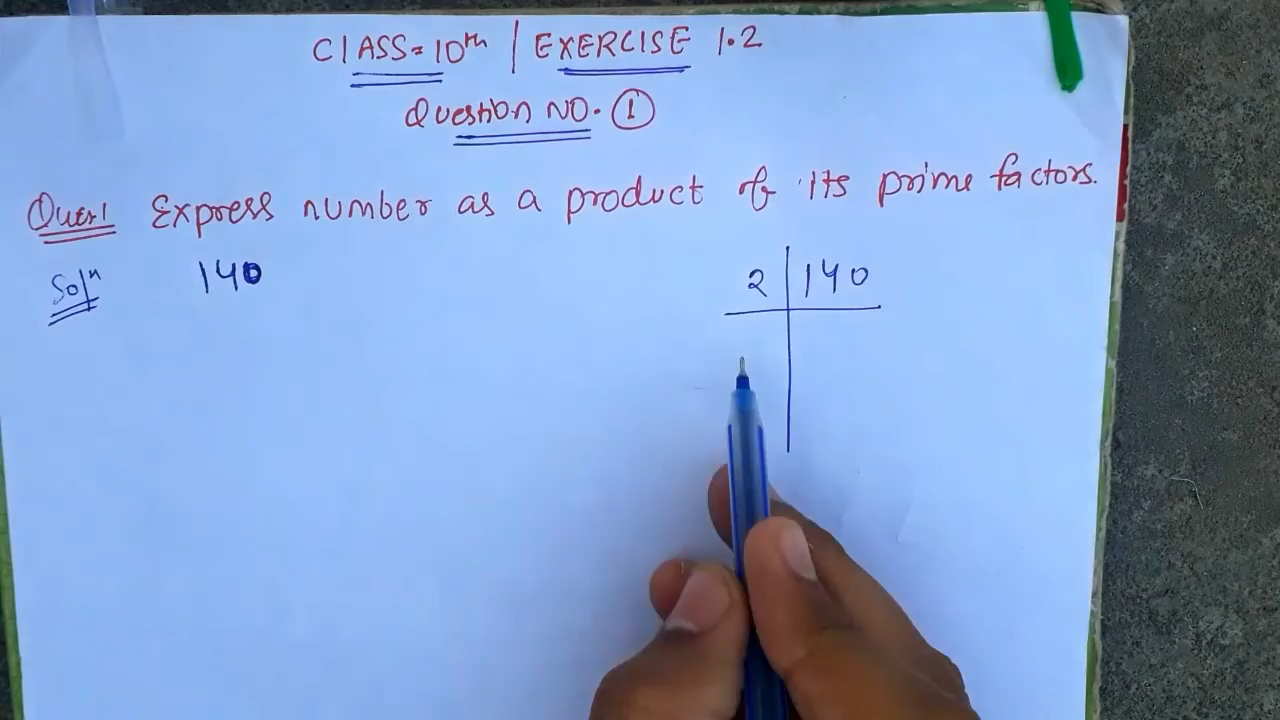 CLASS = 10th | EXERCISE 1.2
Question NO. 1
Ques1 Express number as a product of its prime factors.
Soln 140
2 | 140